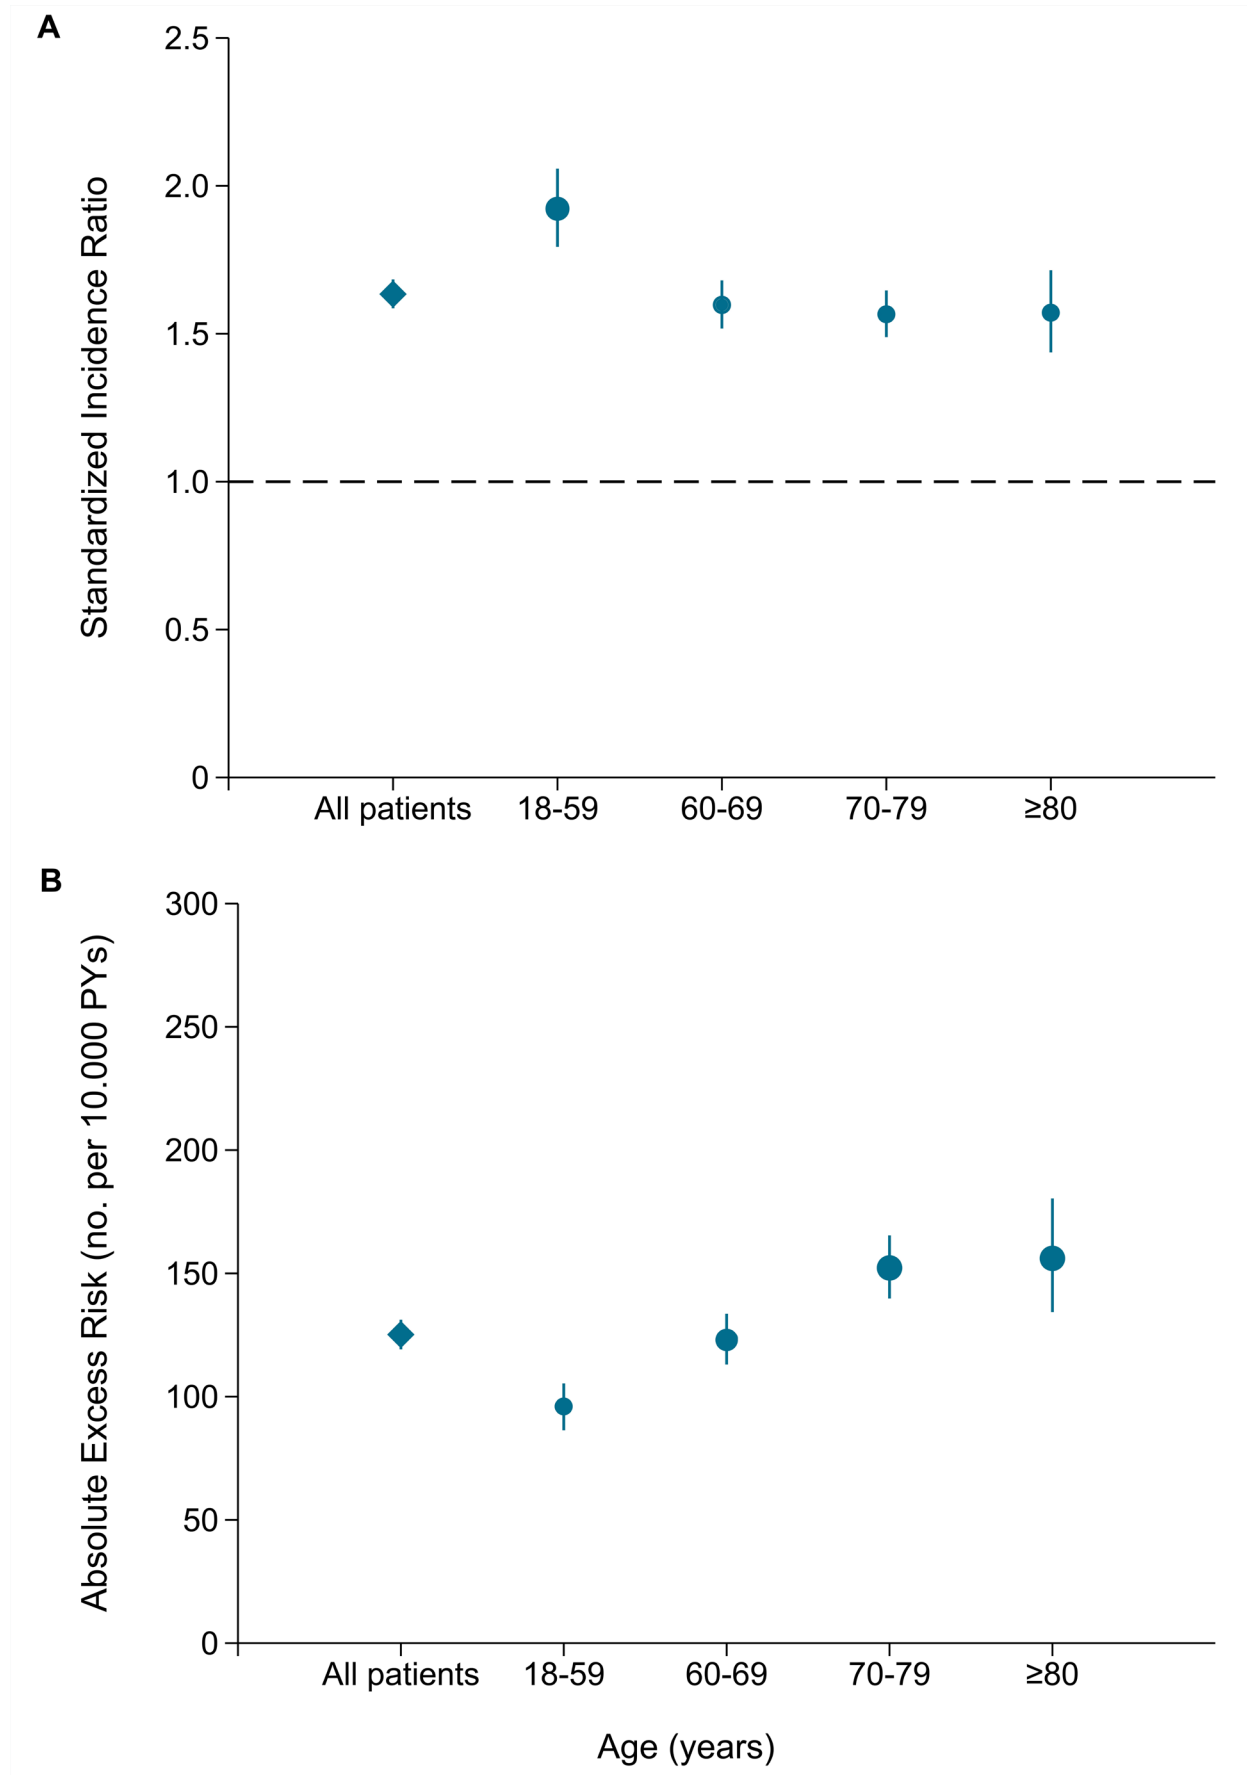 A
Standardized Incidence Ratio
2.5
2.0
1.5
1.0
0.5
0
All patients 18-59 60-69 70-79 ≥80
B
Absolute Excess Risk (no. per 10.000 PYs)
300
250
200
150
100
50
0
All patients 18-59 60-69 70-79 ≥80
Age (years)